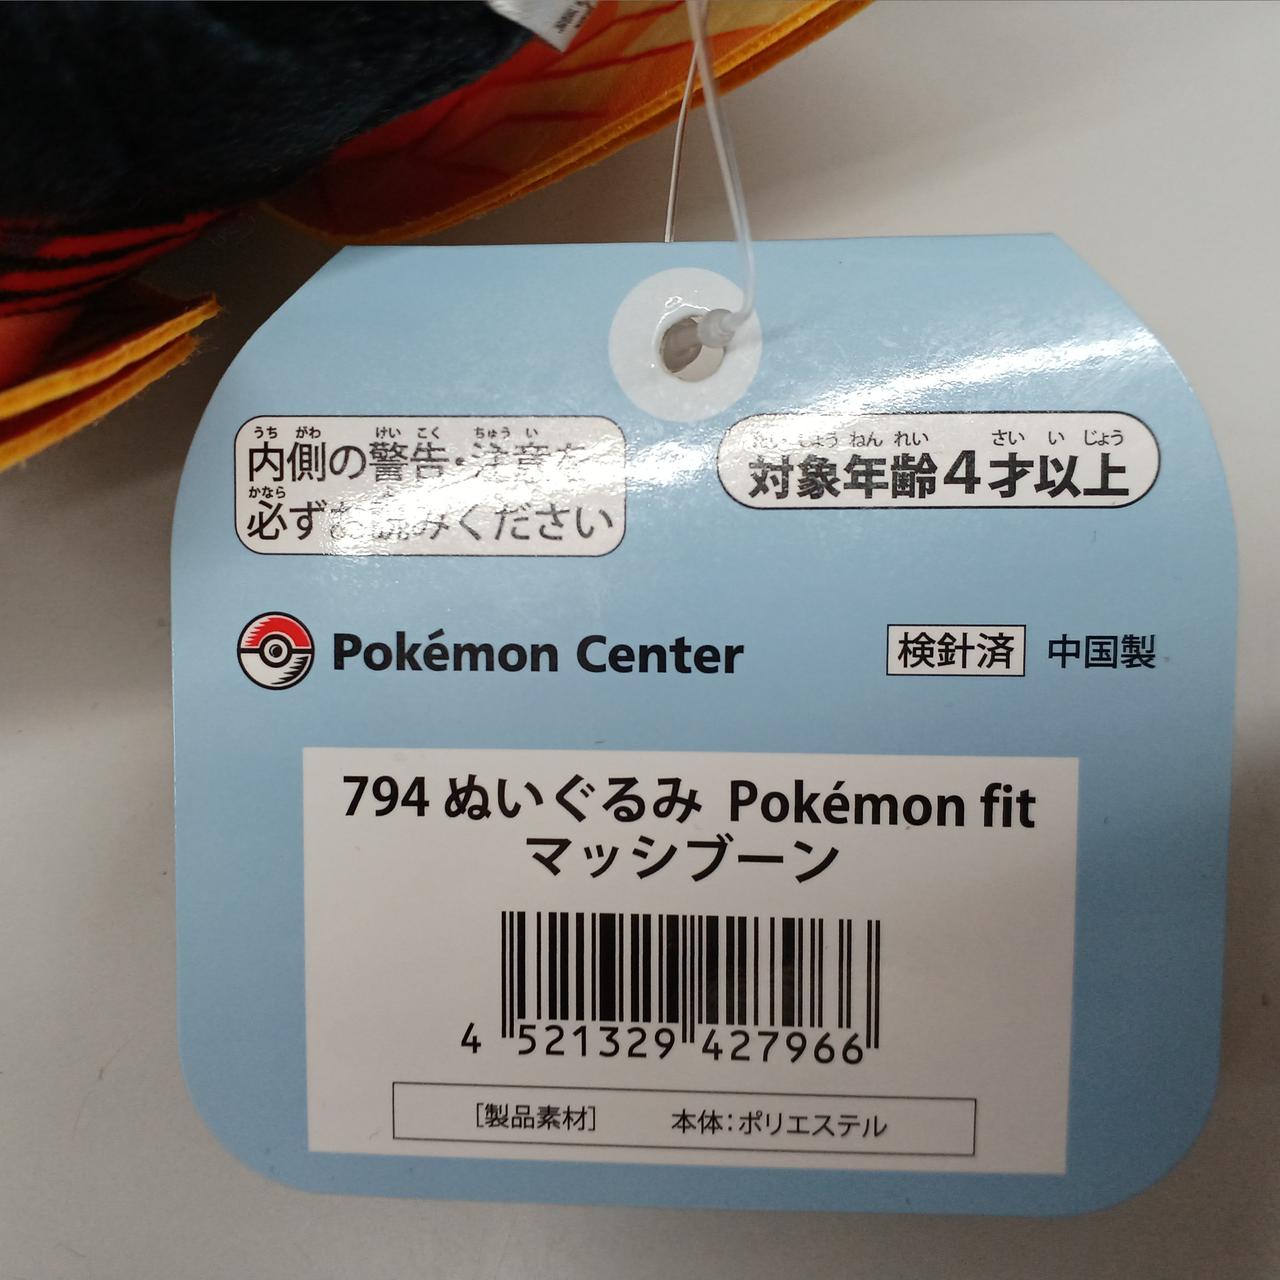 内側の警告・注意を
必ずお読みください
対象年齢4才以上
Pokémon Center
検針済 中国製
794 ぬいぐるみ Pokémon fit
マッシブーン
4 521329 427966
[製品素材] 本体:ポリエステル